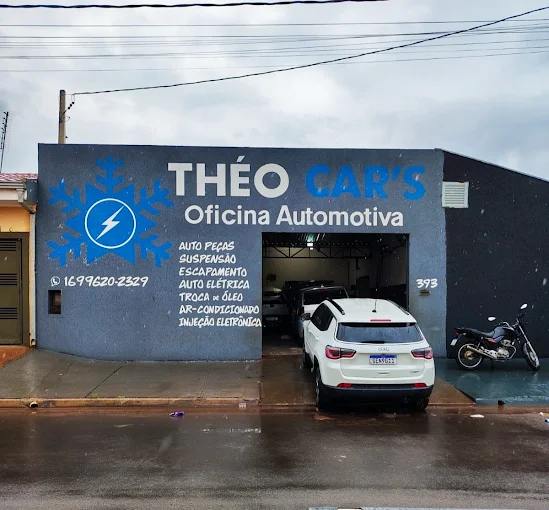 THÉO CAR'S
Oficina Automotiva
AUTO PEÇAS
SUSPENSÃO
ESCAPAMENTO
AUTO ELÉTRICA
TROCA DE ÓLEO
AR-CONDICIONADO
INJEÇÃO ELETRÔNICA
16 99620-2329
393